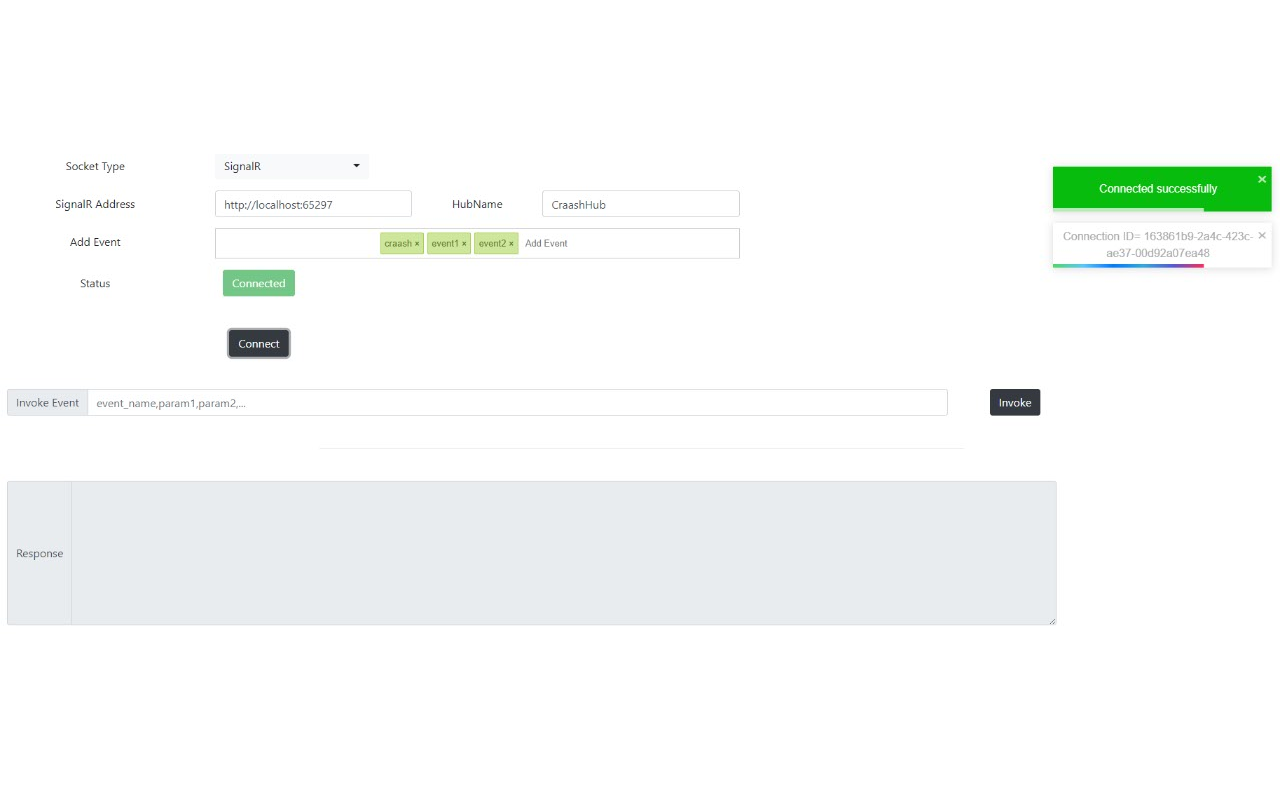 Socket Type
SignalR
SignalR Address
http://localhost:65297
HubName
CraashHub
Add Event
craash × event1 × event2 × Add Event
Status
Connected
Connect
Invoke Event
event_name,param1,param2,...
Invoke
Response
Connected successfully
×
Connection ID= 163861b9-2a4c-423c-
ae37-00d92a07ea48
×